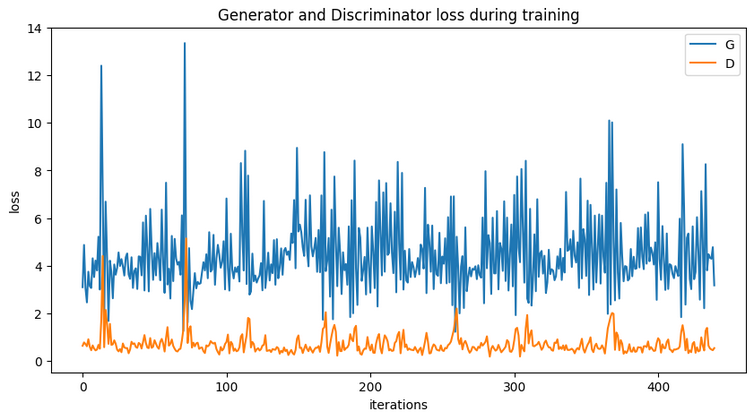 Generator and Discriminator loss during training
G
D
14
12
10
8
6
4
2
0
loss
0
100
200
300
400
iterations